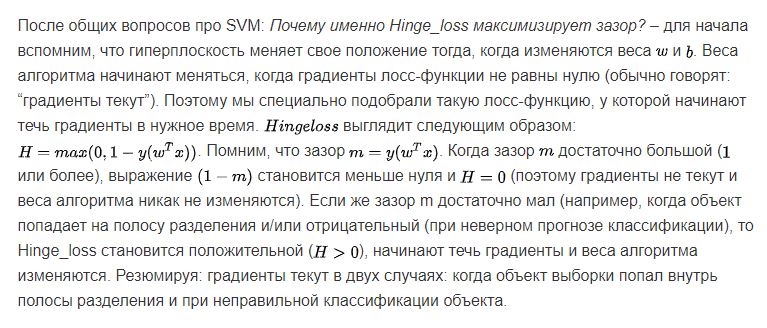 После общих вопросов про SVM: Почему именно Hinge_loss максимизирует зазор? – для начала
вспомним, что гиперплоскость меняет свое положение тогда, когда изменяются веса w и b. Веса
алгоритма начинают меняться, когда градиенты лосс-функции не равны нулю (обычно говорят:
“градиенты текут”). Поэтому мы специально подобрали такую лосс-функцию, у которой начинают
течь градиенты в нужное время. Hingeloss выглядит следующим образом:
H = max(0, 1 − y(wᵀx)). Помним, что зазор m = y(wᵀx). Когда зазор m достаточно большой (1
или более), выражение (1 − m) становится меньше нуля и H = 0 (поэтому градиенты не текут и
веса алгоритма никак не изменяются). Если же зазор m достаточно мал (например, когда объект
попадает на полосу разделения и/или отрицательный (при неверном прогнозе классификации), то
Hinge_loss становится положительной (H > 0), начинают течь градиенты и веса алгоритма
изменяются. Резюмируя: градиенты текут в двух случаях: когда объект выборки попал внутрь
полосы разделения и при неправильной классификации объекта.